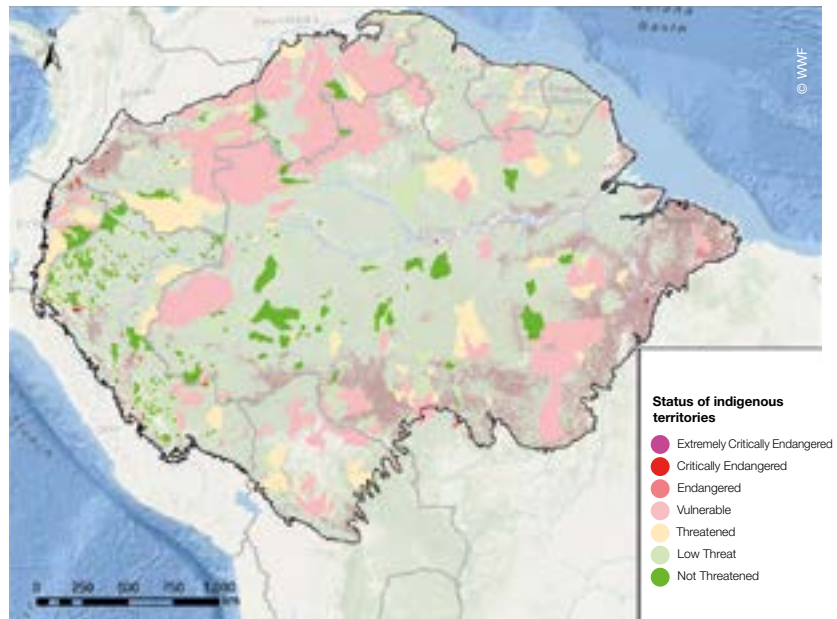 © WWF
N
Basin
Status of indigenous
territories
Extremely Critically Endangered
Critically Endangered
Endangered
Vulnerable
Threatened
Low Threat
Not Threatened
0 250 500 750 1,000